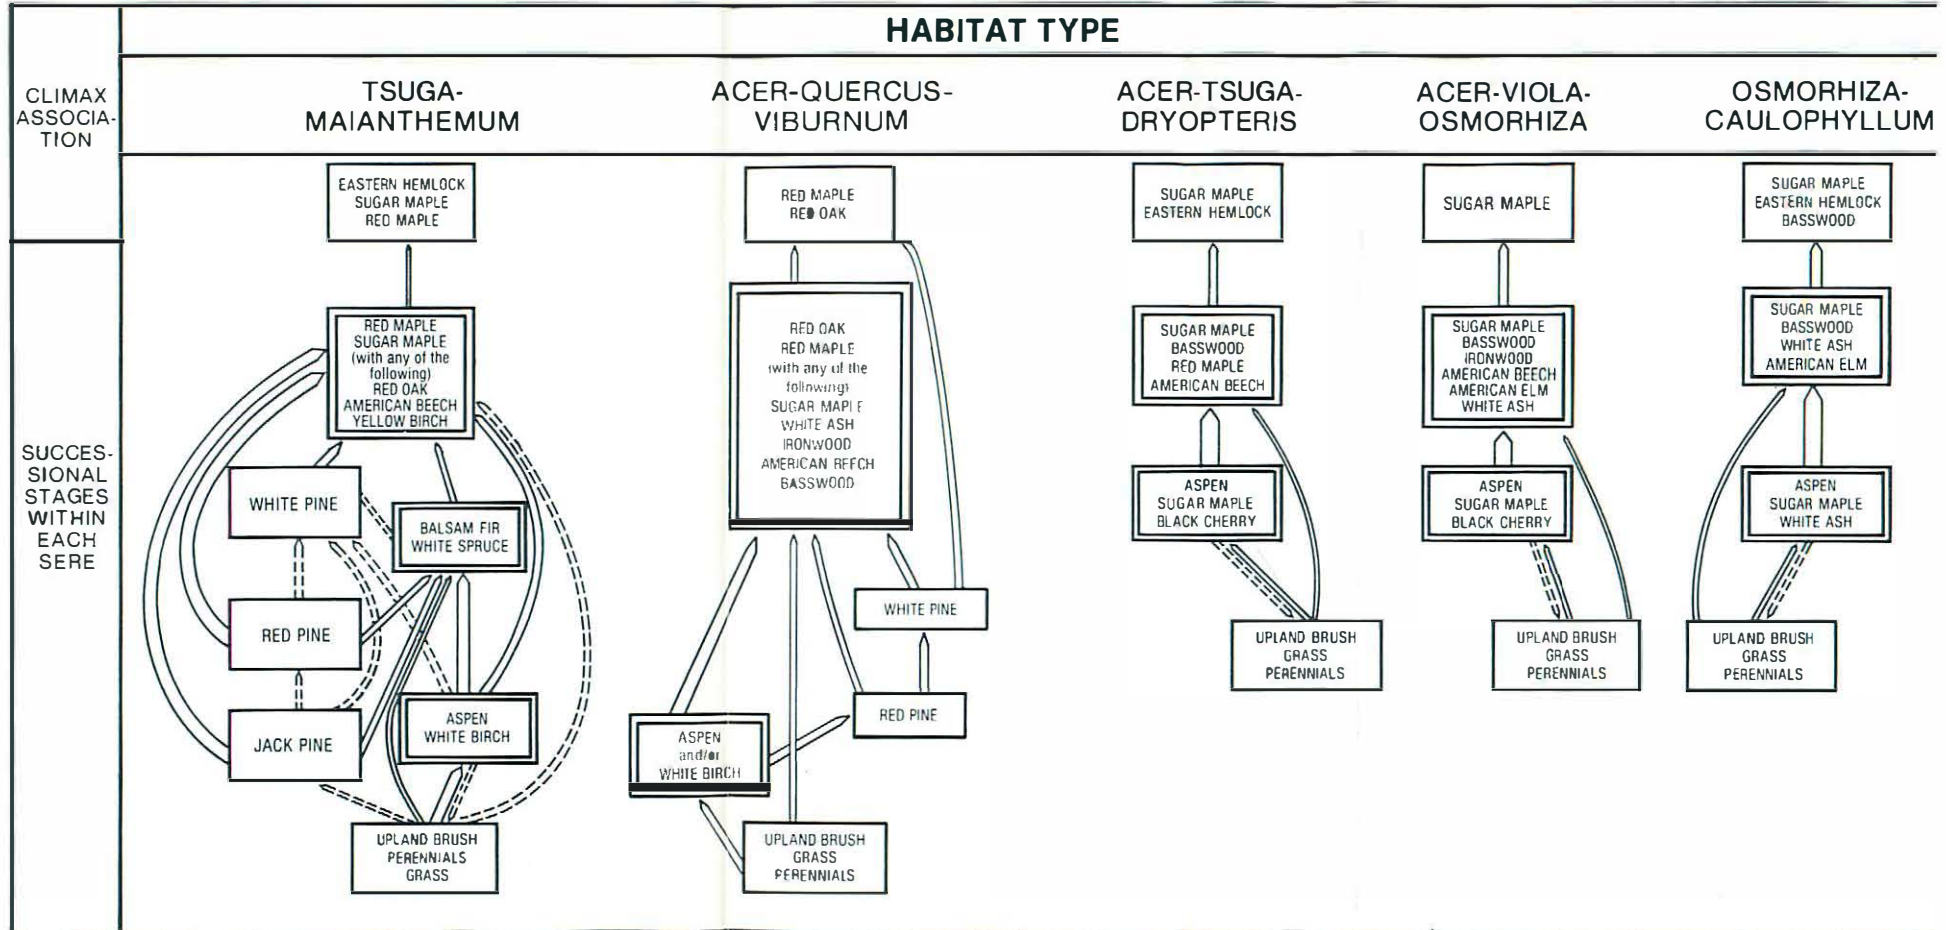 HABITAT TYPE
CLIMAX
ASSOCIA-
TION
TSUGA-
MAIANTHEMUM
ACER-QUERCUS-
VIBURNUM
ACER-TSUGA-
DRYOPTERIS
ACER-VIOLA-
OSMORHIZA
OSMORHIZA-
CAULOPHYLLUM
EASTERN HEMLOCK
SUGAR MAPLE
RED MAPLE
RED MAPLE
RED OAK
SUGAR MAPLE
EASTERN HEMLOCK
SUGAR MAPLE
SUGAR MAPLE
EASTERN HEMLOCK
BASSWOOD
SUCCES-
SIONAL
STAGES
WITHIN
EACH
SERE
RED MAPLE
SUGAR MAPLE
(with any of the
following)
RED OAK
AMERICAN BEECH
YELLOW BIRCH
WHITE PINE
BALSAM FIR
WHITE SPRUCE
RED PINE
JACK PINE
ASPEN
WHITE BIRCH
UPLAND BRUSH
PERENNIALS
GRASS
RED OAK
RED MAPLE
(with any of the
following)
SUGAR MAPLE
WHITE ASH
IRONWOOD
AMERICAN BEECH
BASSWOOD
WHITE PINE
RED PINE
ASPEN
and/or
WHITE BIRCH
UPLAND BRUSH
GRASS
PERENNIALS
SUGAR MAPLE
BASSWOOD
RED MAPLE
AMERICAN BEECH
ASPEN
SUGAR MAPLE
BLACK CHERRY
UPLAND BRUSH
GRASS
PERENNIALS
SUGAR MAPLE
BASSWOOD
IRONWOOD
AMERICAN BEECH
AMERICAN ELM
WHITE ASH
ASPEN
SUGAR MAPLE
BLACK CHERRY
UPLAND BRUSH
GRASS
PERENNIALS
SUGAR MAPLE
BASSWOOD
WHITE ASH
AMERICAN ELM
ASPEN
SUGAR MAPLE
WHITE ASH
UPLAND BRUSH
GRASS
PERENNIALS